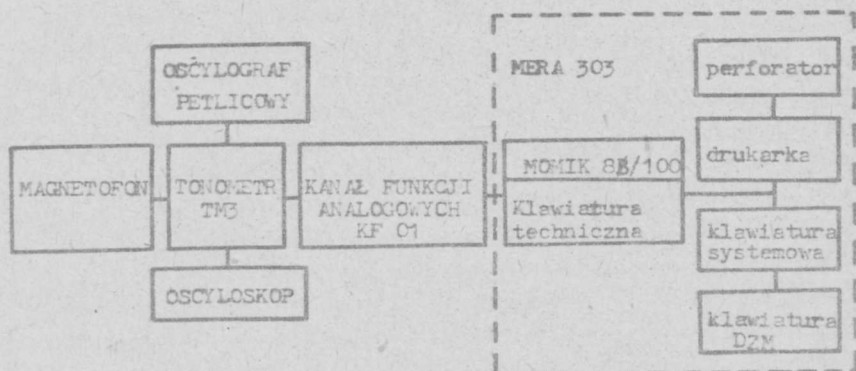 OSCYLOGRAF
PĘTLICOWY
MAGNETOFON
TONOMETR
TM3
OSCYLOSKOP
KANAŁ FUNKCJI
ANALOGOWYCH
KF 01
MERA 303
MOMIK 8B/100
Klawiatura
techniczna
perforator
drukarka
klawiatura
systemowa
klawiatura
DZM